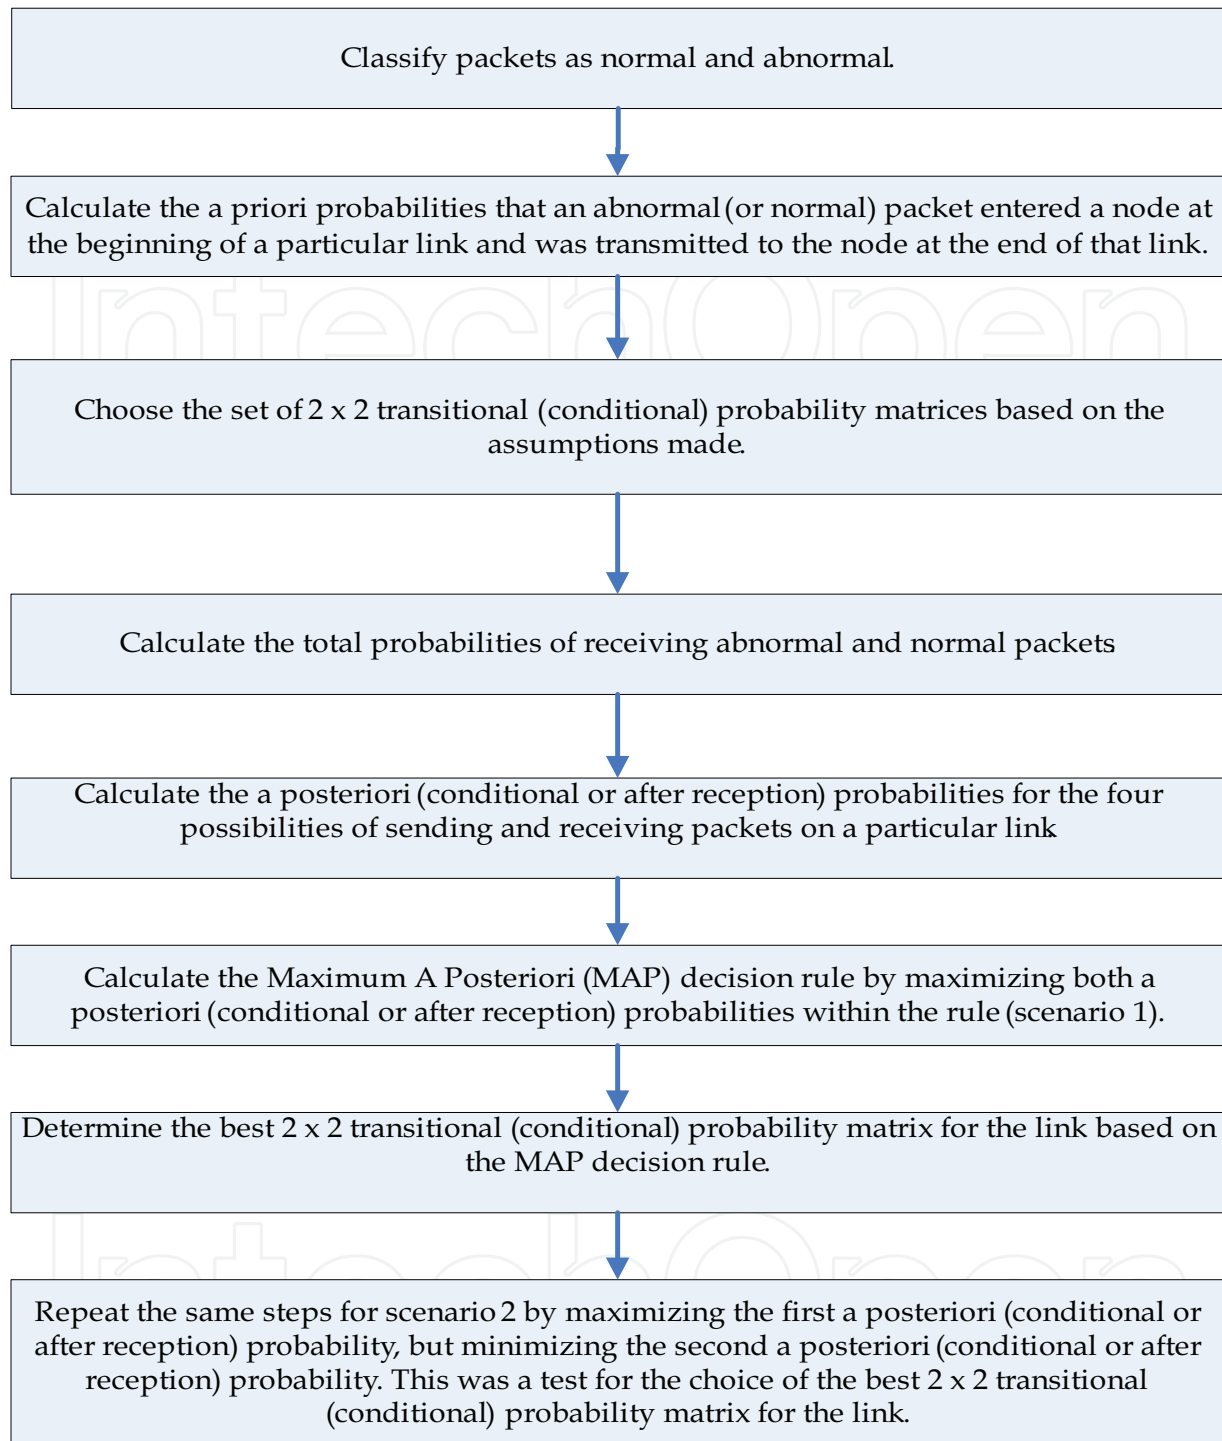 Classify packets as normal and abnormal.
Calculate the a priori probabilities that an abnormal (or normal) packet entered a node at
the beginning of a particular link and was transmitted to the node at the end of that link.
IntechOpen
Choose the set of 2 x 2 transitional (conditional) probability matrices based on the
assumptions made.
Calculate the total probabilities of receiving abnormal and normal packets
Calculate the a posteriori (conditional or after reception) probabilities for the four
possibilities of sending and receiving packets on a particular link
Calculate the Maximum A Posteriori (MAP) decision rule by maximizing both a
posteriori (conditional or after reception) probabilities within the rule (scenario 1).
Determine the best 2 x 2 transitional (conditional) probability matrix for the link based on
the MAP decision rule.
IntechOpen
Repeat the same steps for scenario 2 by maximizing the first a posteriori (conditional or
after reception) probability, but minimizing the second a posteriori (conditional or after
reception) probability. This was a test for the choice of the best 2 x 2 transitional
(conditional) probability matrix for the link.